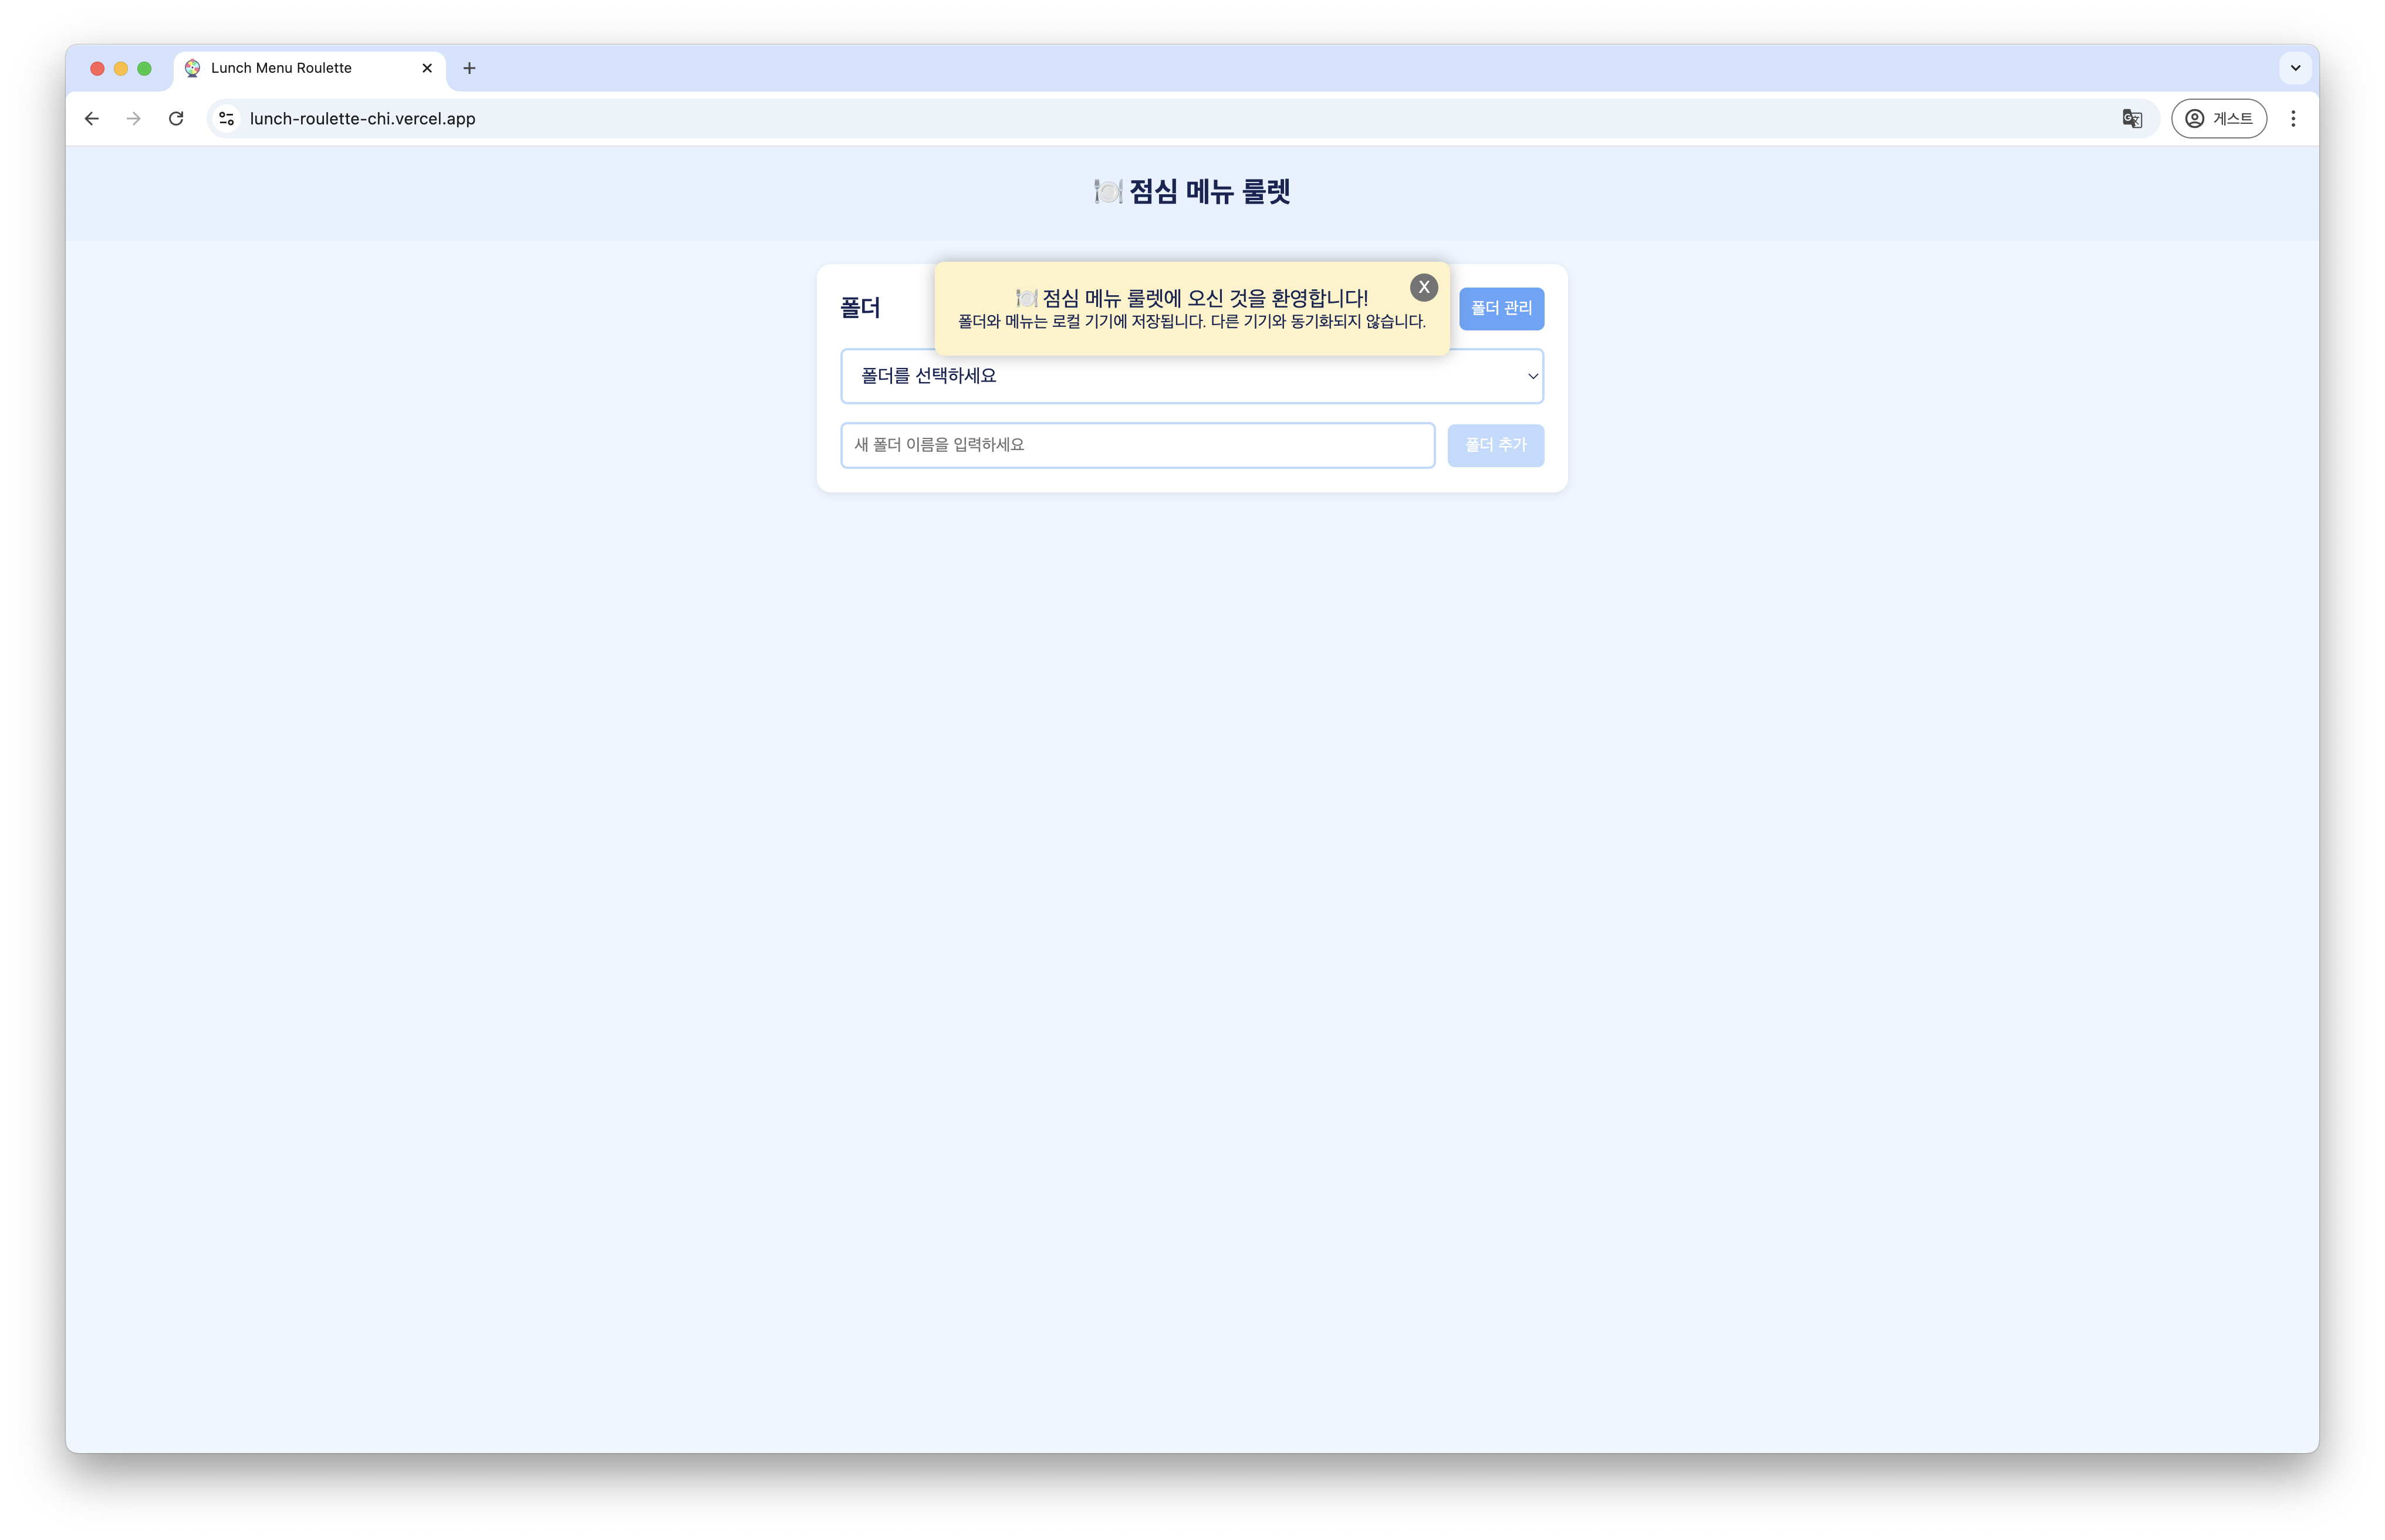 Lunch Menu Roulette
lunch-roulette-chi.vercel.app
게스트
점심 메뉴 룰렛
폴더
점심 메뉴 룰렛에 오신 것을 환영합니다!
X
폴더와 메뉴는 로컬 기기에 저장됩니다. 다른 기기와 동기화되지 않습니다.
폴더 관리
폴더를 선택하세요
새 폴더 이름을 입력하세요
폴더 추가